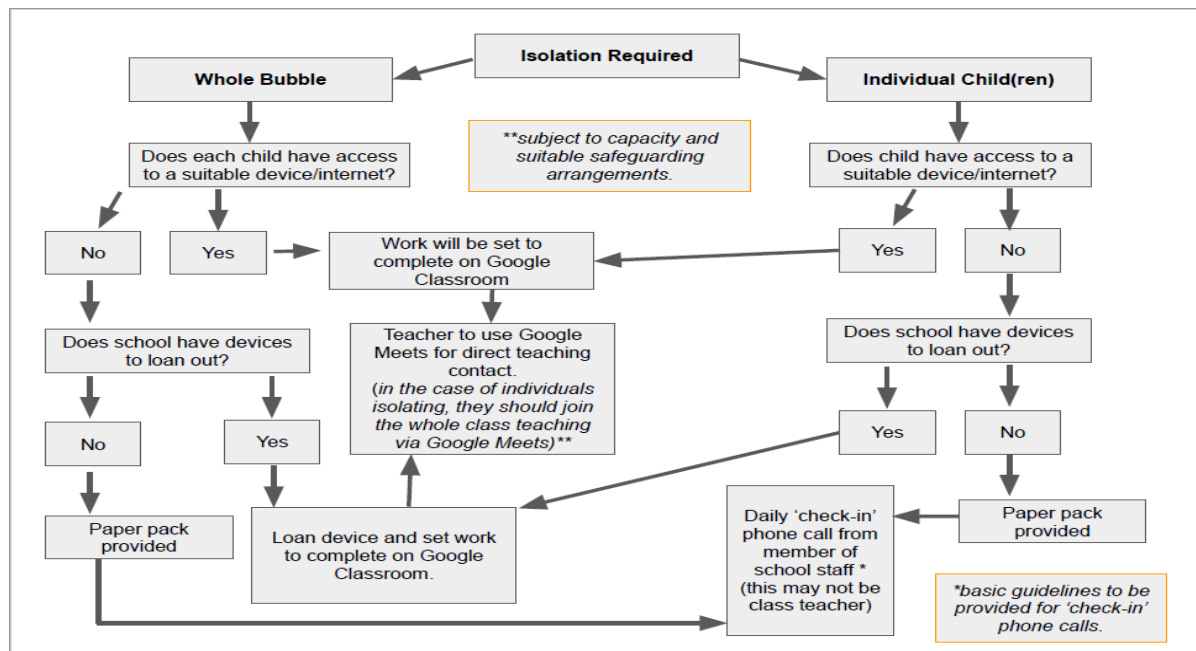 Isolation Required
Whole Bubble
Individual Child(ren)
**subject to capacity and
suitable safeguarding
arrangements.
Does each child have access
to a suitable device/internet?
Does child have access to a
suitable device/internet?
No
Yes
Work will be set to
complete on Google
Classroom
Yes
No
Does school have devices
to loan out?
Teacher to use Google
Meets for direct teaching
contact.
(in the case of individuals
isolating, they should join
the whole class teaching
via Google Meets)**
Does school have devices
to loan out?
No
Yes
Yes
No
Paper pack
provided
Loan device and set work
to complete on Google
Classroom.
Daily ‘check-in’
phone call from
member of
school staff *
(this may not be
class teacher)
Paper pack
provided
*basic guidelines to be
provided for ‘check-in’
phone calls.